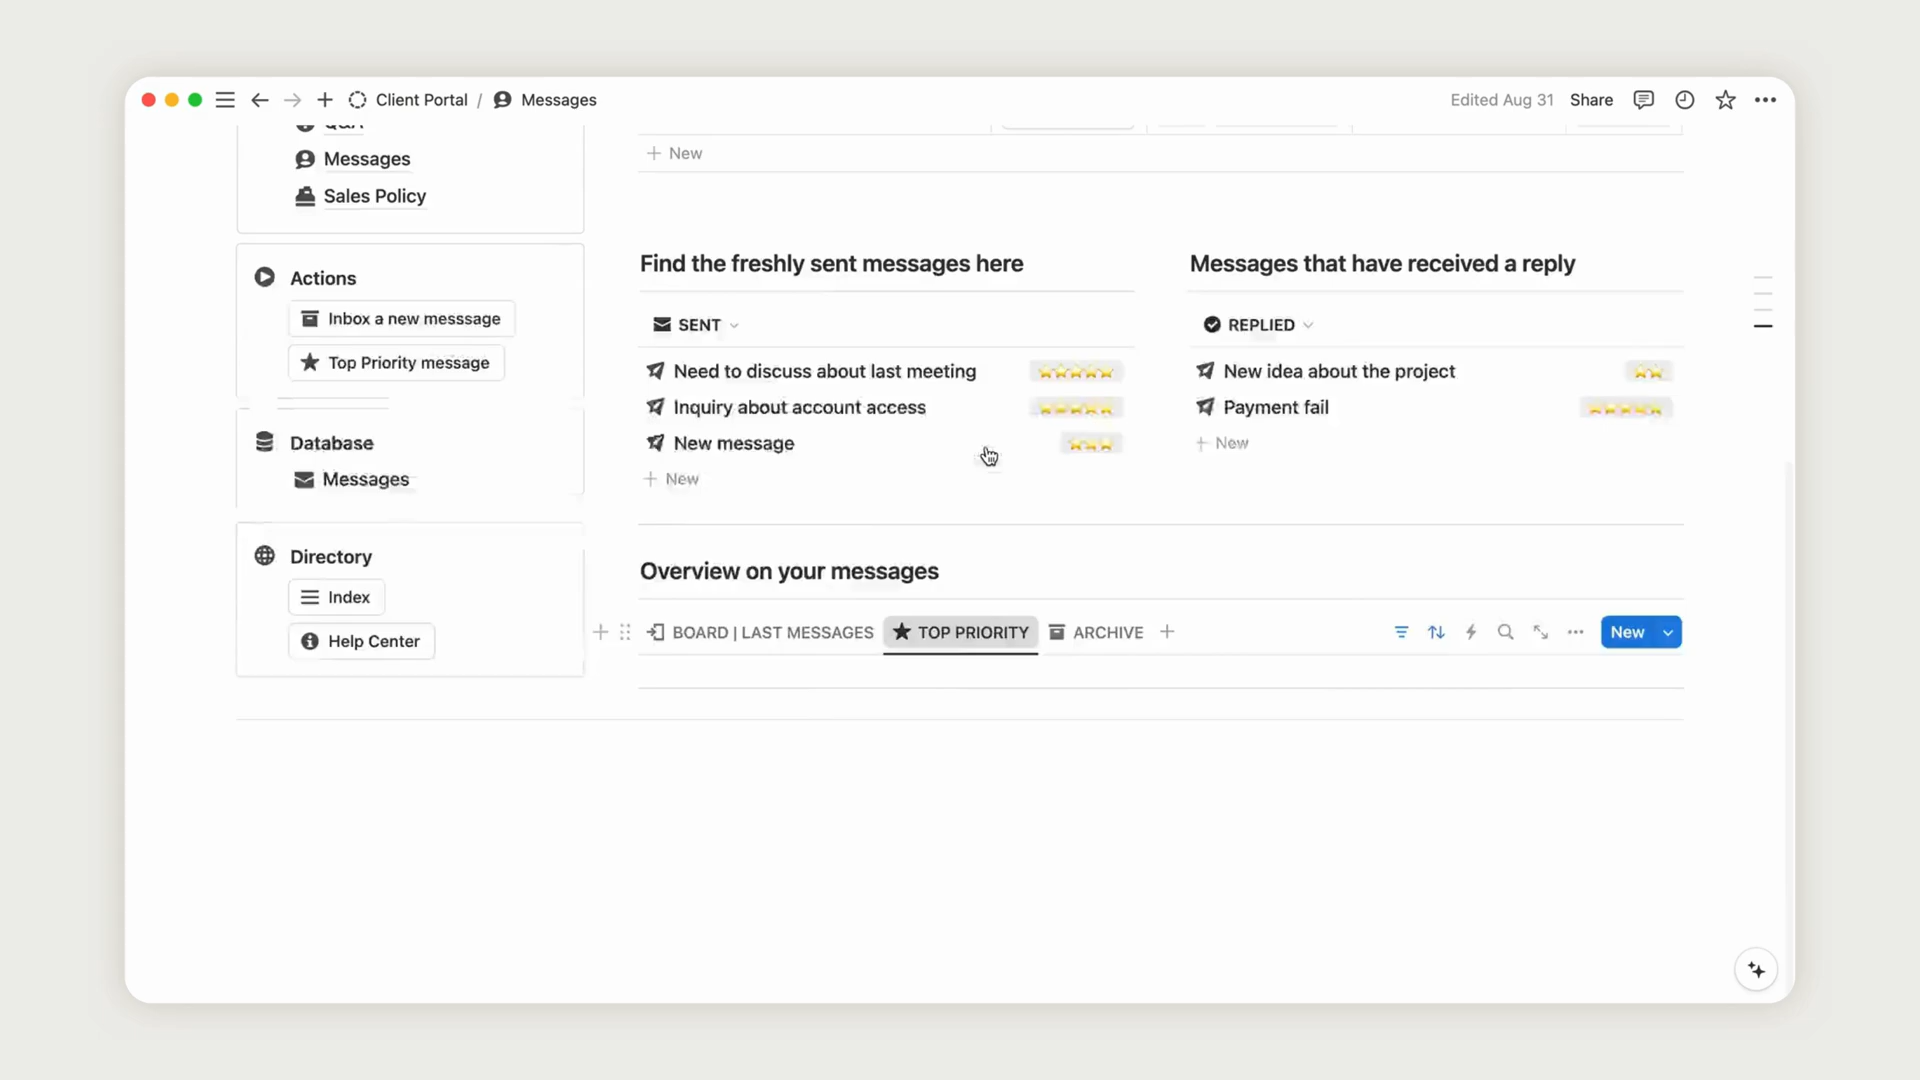 Client Portal / Messages
Edited Aug 31 Share
Q&A
Messages
Sales Policy
Actions
Inbox a new messsage
Top Priority message
Database
Messages
Directory
Index
Help Center
New
Find the freshly sent messages here
SENT
Need to discuss about last meeting
Inquiry about account access
New message
New
Messages that have received a reply
REPLIED
New idea about the project
Payment fail
New
Overview on your messages
BOARD | LAST MESSAGES TOP PRIORITY ARCHIVE New